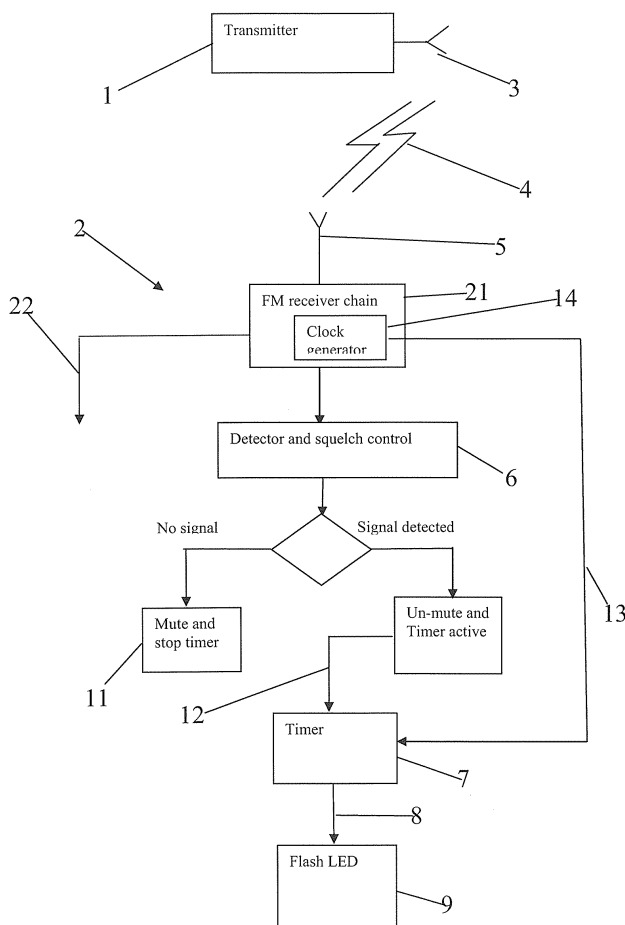 Transmitter
1
3
4
2
5
FM receiver chain
21
14
22
Clock
generator
Detector and squelch control
6
No signal
Signal detected
Mute and
stop timer
Un-mute and
Timer active
13
11
12
Timer
7
8
Flash LED
9